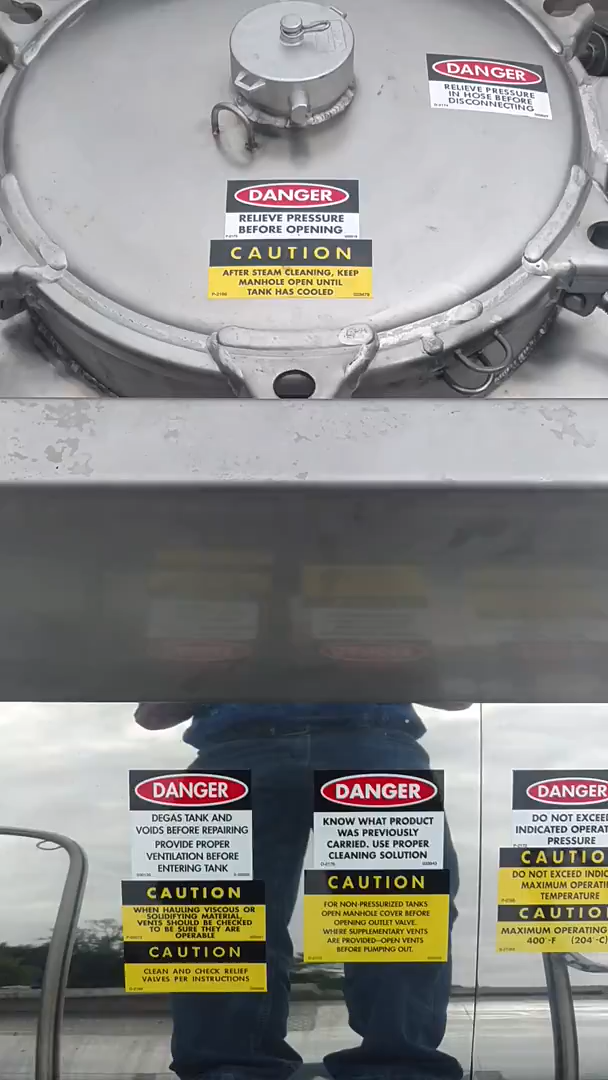 DANGER
RELIEVE PRESSURE
IN HOSE BEFORE
DISCONNECTING
DANGER
RELIEVE PRESSURE
BEFORE OPENING
CAUTION
AFTER STEAM CLEANING, KEEP
MANHOLE OPEN UNTIL
TANK HAS COOLED
DANGER
DEGAS TANK AND
VOIDS BEFORE REPAIRING
PROVIDE PROPER
VENTILATION BEFORE
ENTERING TANK
CAUTION
WHEN HAULING VISCOUS OR
SOLIDIFYING MATERIAL,
VENTS SHOULD BE CHECKED
TO BE SURE THEY ARE
OPERABLE
CAUTION
CLEAN AND CHECK RELIEF
VALVES PER INSTRUCTIONS
DANGER
KNOW WHAT PRODUCT
WAS PREVIOUSLY
CARRIED. USE PROPER
CLEANING SOLUTION
CAUTION
FOR NON-PRESSURIZED TANKS
OPEN MANHOLE COVER BEFORE
OPENING OUTLET VALVE.
WHERE SUPPLEMENTARY VENTS
ARE PROVIDED—OPEN VENTS
BEFORE PUMPING OUT.
DANGER
DO NOT EXCEED
INDICATED OPERAT
PRESSURE
CAUTIO
DO NOT EXCEED INDIC
MAXIMUM OPERATI
TEMPERATURE
CAUTIO
MAXIMUM OPERATING
400°F (204°C)